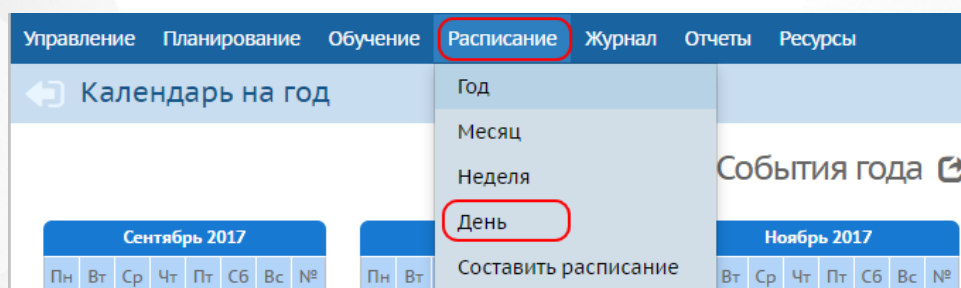 Управление Планирование Обучение Расписание Журнал Отчеты Ресурсы
Календарь на год
Год
Месяц
Неделя
День
Составить расписание
События года
Сентябрь 2017
Пн Вт Ср Чт Пт Сб Вс №
Пн Вт
Ноябрь 2017
Вт Ср Чт Пт Сб Вс №